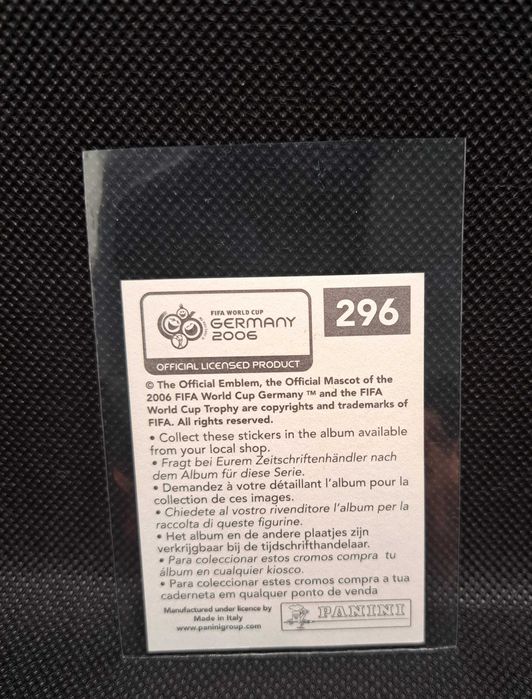 FIFA WORLD CUP
GERMANY
2006
OFFICIAL LICENSED PRODUCT
296
© The Official Emblem, the Official Mascot of the
2006 FIFA World Cup Germany ™ and the FIFA
World Cup Trophy are copyrights and trademarks of
FIFA. All rights reserved.
• Collect these stickers in the album available
from your local shop.
• Fragt bei Eurem Zeitschriftenhändler nach
dem Album für diese Serie.
• Demandez à votre détaillant l'album pour la
collection de ces images.
• Chiedete al vostro rivenditore l'album per la
raccolta di queste figurine.
• Het album en de andere plaatjes zijn
verkrijgbaar bij de tijdschrifthandelaar.
• Para coleccionar estos cromos compra tu
álbum en cualquier kiosco.
• Para coleccionar estes cromos compra a tua
caderneta em qualquer ponto de venda
Manufactured under licence by
Made in Italy
www.paninigroup.com
PANINI